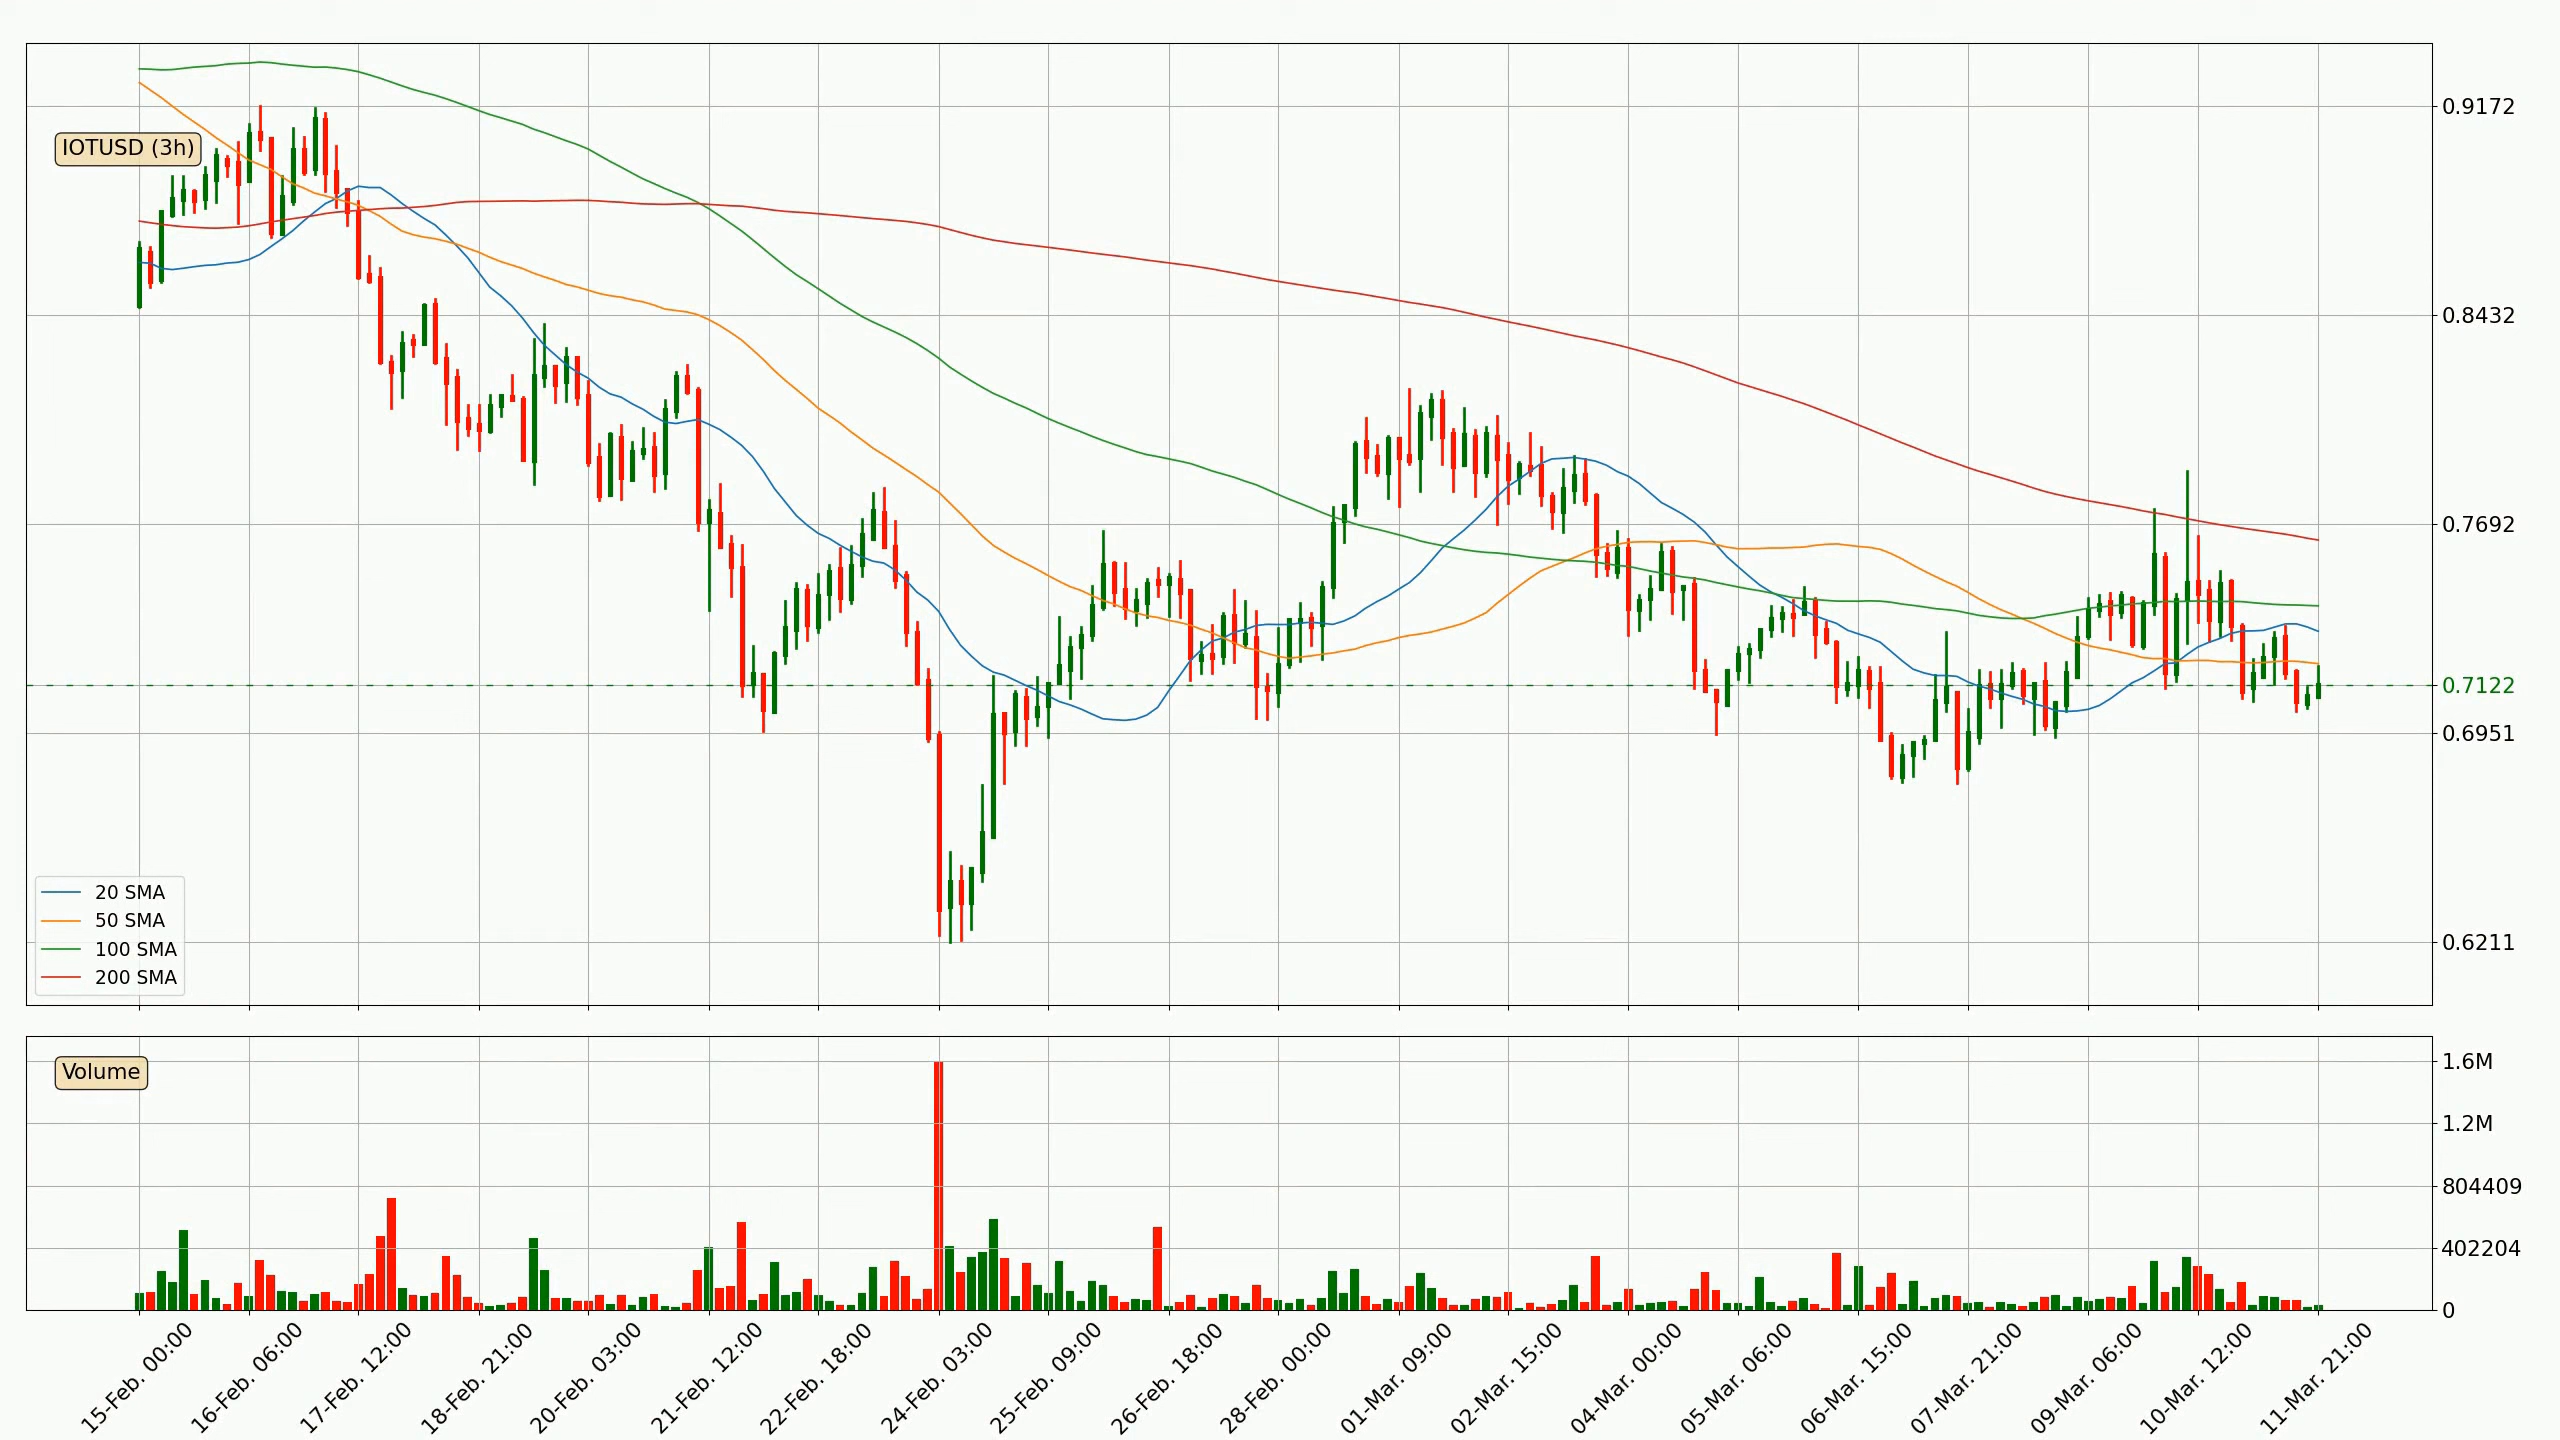 IOTUSD (3h)
0.9172
0.8432
0.7692
0.7122
0.6951
0.6211
20 SMA
50 SMA
100 SMA
200 SMA
Volume
1.6M
1.2M
804409
402204
0
15-Feb. 00:00
16-Feb. 06:00
17-Feb. 12:00
18-Feb. 21:00
20-Feb. 03:00
21-Feb. 12:00
22-Feb. 18:00
24-Feb. 03:00
25-Feb. 09:00
26-Feb. 18:00
28-Feb. 00:00
01-Mar. 09:00
02-Mar. 15:00
04-Mar. 00:00
05-Mar. 06:00
06-Mar. 15:00
07-Mar. 21:00
09-Mar. 06:00
10-Mar. 12:00
11-Mar. 21:00